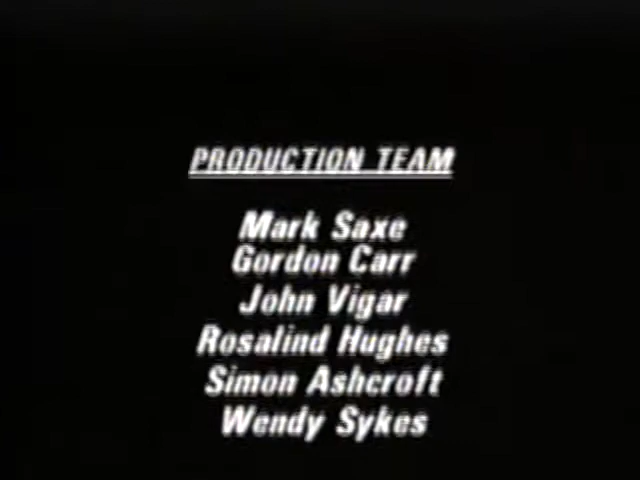 PRODUCTION TEAM
Mark Saxe
Gordon Carr
John Vigar
Rosalind Hughes
Simon Ashcroft
Wendy Sykes